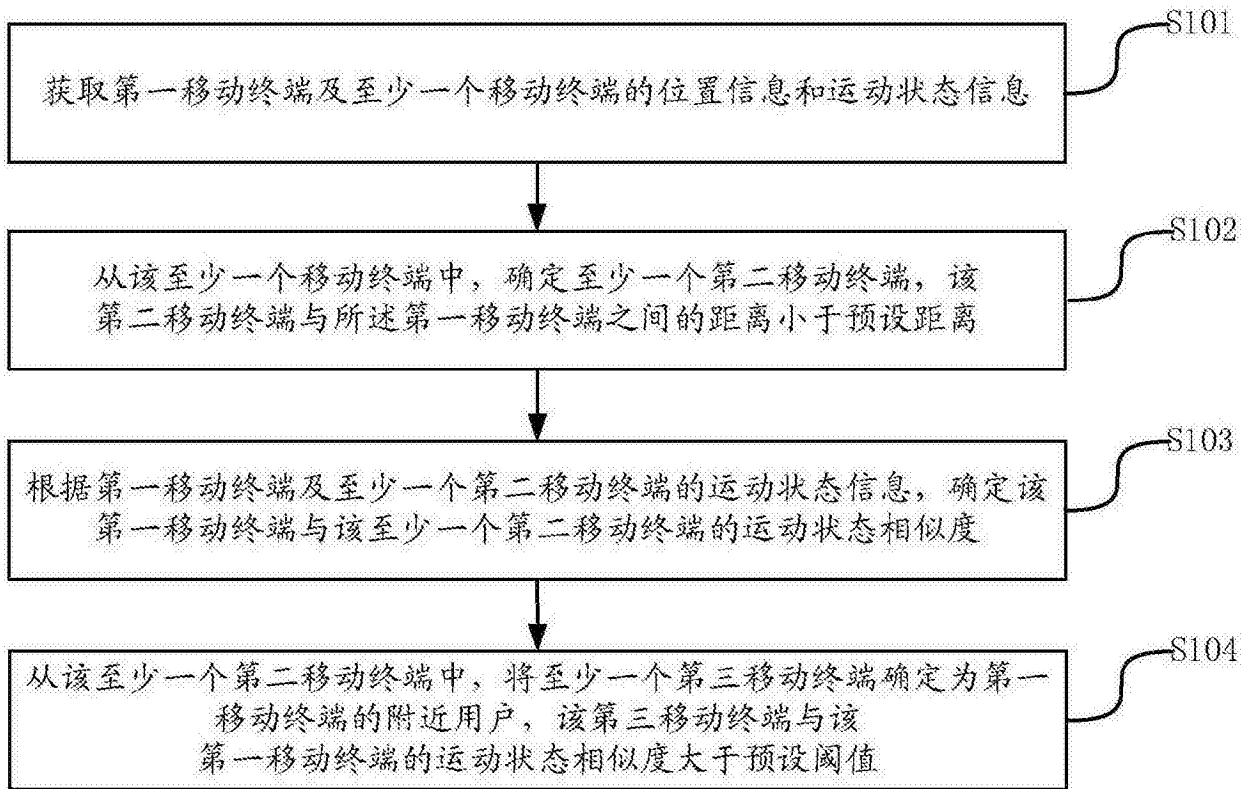 S101
获取第一移动终端及至少一个移动终端的位置信息和运动状态信息
S102
从该至少一个移动终端中，确定至少一个第二移动终端，该
第二移动终端与所述第一移动终端之间的距离小于预设距离
S103
根据第一移动终端及至少一个第二移动终端的运动状态信息，确定该
第一移动终端与该至少一个第二移动终端的运动状态相似度
S104
从该至少一个第二移动终端中，将至少一个第三移动终端确定为第一
移动终端的附近用户，该第三移动终端与该
第一移动终端的运动状态相似度大于预设阈值